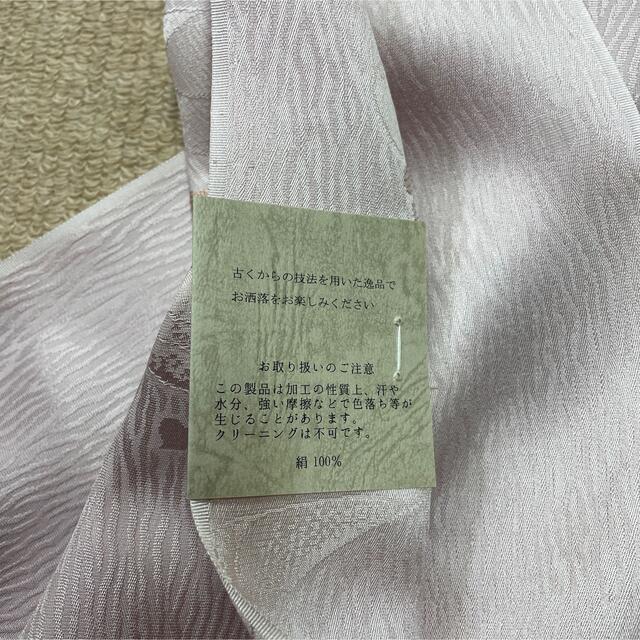 古くからの技法を用いた逸品で
お洒落をお楽しみください
お取り扱いのご注意
この製品は加工の性質上、汗や
水分、強い摩擦などで色落ち等が
生じることがあります。
クリーニングは不可です。
絹 100%